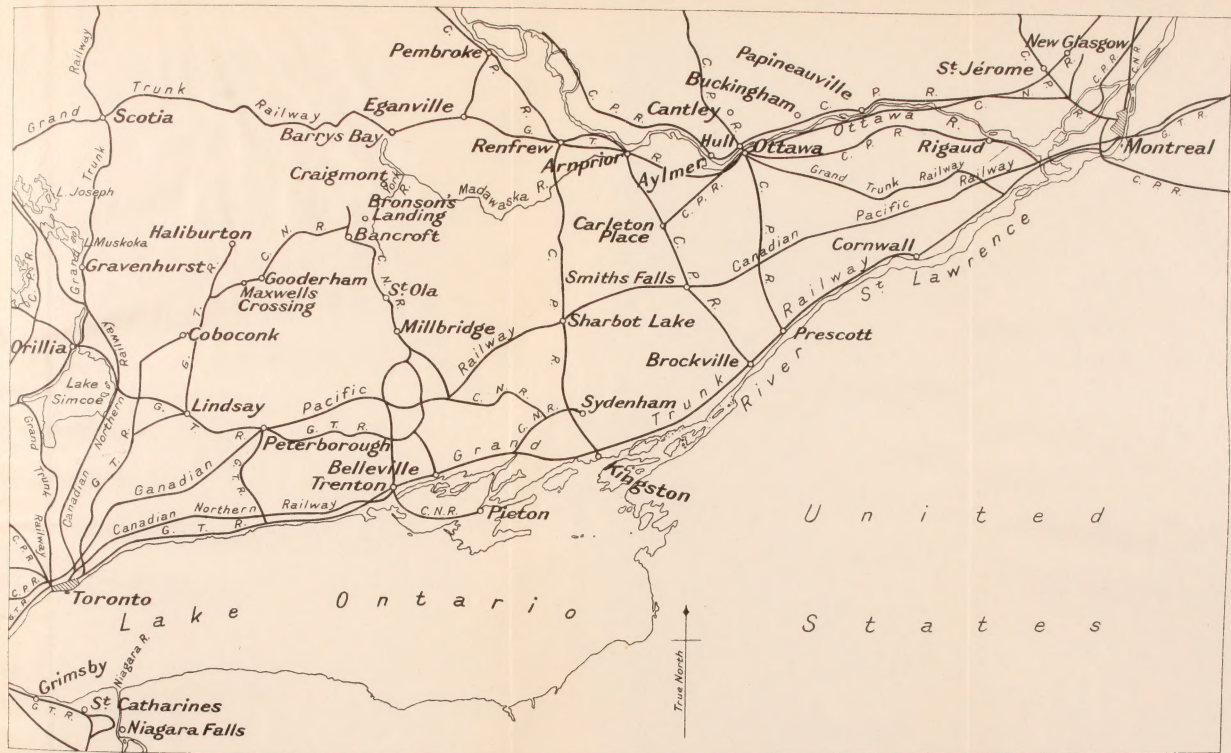 Pembroke
Eganville
Barrys Bay
Scotia
Grand Trunk Railway
Grand Trunk Railway
Renfrew
Arnprior
Aylmer
Cantley
Buckingham
Papineauville
Hull
Ottawa
Ottawa R.
St. Jérome
New Glasgow
Rigaud
Montreal
C. P. R.
C. P. R.
C. P. R.
C. P. R.
C. N. R.
C. P. R.
C. N. R.
G. T. R.
G. T. R.
C. P. R.
C. P. R.
Craigmont
York R.
Madawaska R.
Bronson's Landing
Bancroft
L. Joseph
L. Muskoka
Gravenhurst
Haliburton
Gooderham
Maxwells Crossing
C. N. R.
C. N. R.
St. Ola
Millbridge
Carleton Place
C. P. R.
Smiths Falls
Sharbot Lake
C. P. R.
C. P. R.
C. P. R.
Grand Trunk Railway
Canadian Pacific Railway
Cornwall
Prescott
Brockville
Grand Trunk Railway
River St. Lawrence
Orillia
Lake Simcoe
Coboconk
G. T. R.
Lindsay
G. T. R.
Peterborough
Canadian Pacific Railway
G. T. R.
C. N. R.
C. N. R.
Sydenham
Kingston
Belleville
Trenton
Picton
C.N.R.
G. T. R.
G. T. R.
Canadian Northern Railway
Canadian Northern Railway
G. T. R.
Grand Trunk Railway
C. P. R.
C. P. R.
C. P. R.
G. T. R.
Toronto
Lake Ontario
United States
True North
Niagara R.
Grimsby
G. T. R.
St. Catharines
Niagara Falls